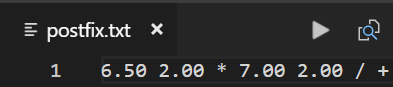 postfix.txt
1 6.50 2.00 * 7.00 2.00 / +